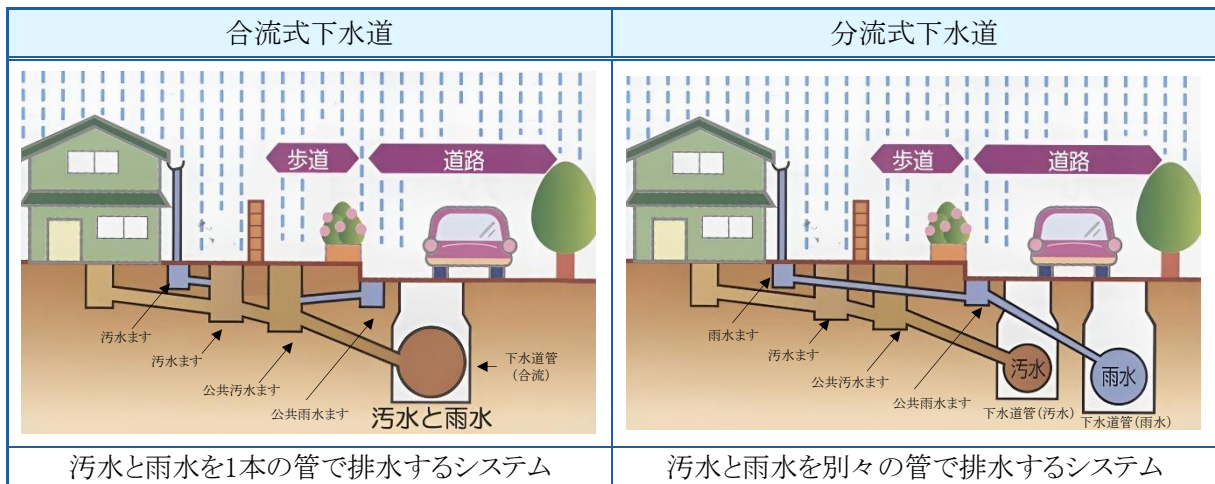 合流式下水道
分流式下水道
歩道
道路
汚水ます
汚水ます
公共汚水ます
公共雨水ます
下水道管
(合流)
汚水と雨水
歩道
道路
雨水ます
汚水ます
公共汚水ます
公共雨水ます
汚水
雨水
下水道管(汚水)
下水道管(雨水)
汚水と雨水を1本の管で排水するシステム
汚水と雨水を別々の管で排水するシステム